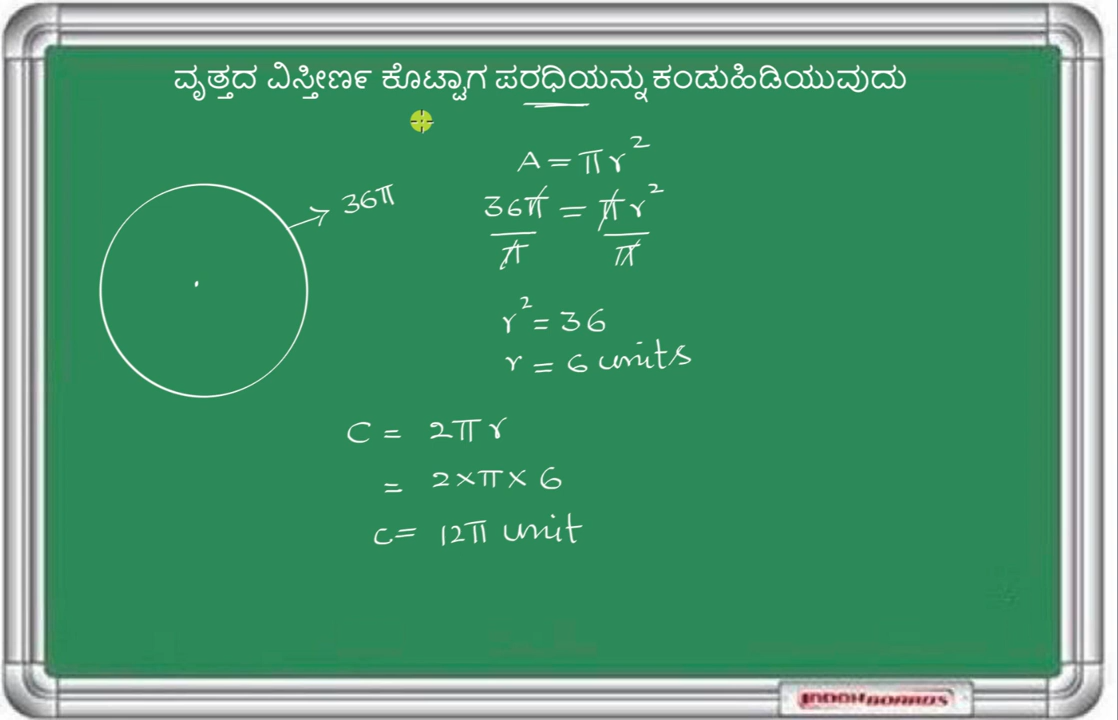 ವೃತ್ತದ ವಿಸ್ತೀರ್ಣ ಕೊಟ್ಟಾಗ ಪರಧಿಯನ್ನು ಕಂಡುಹಿಡಿಯುವುದು
36π
A = πr²
36π/π = πr²/π
r² = 36
r = 6 units
C = 2πr
= 2×π×6
C = 12π unit